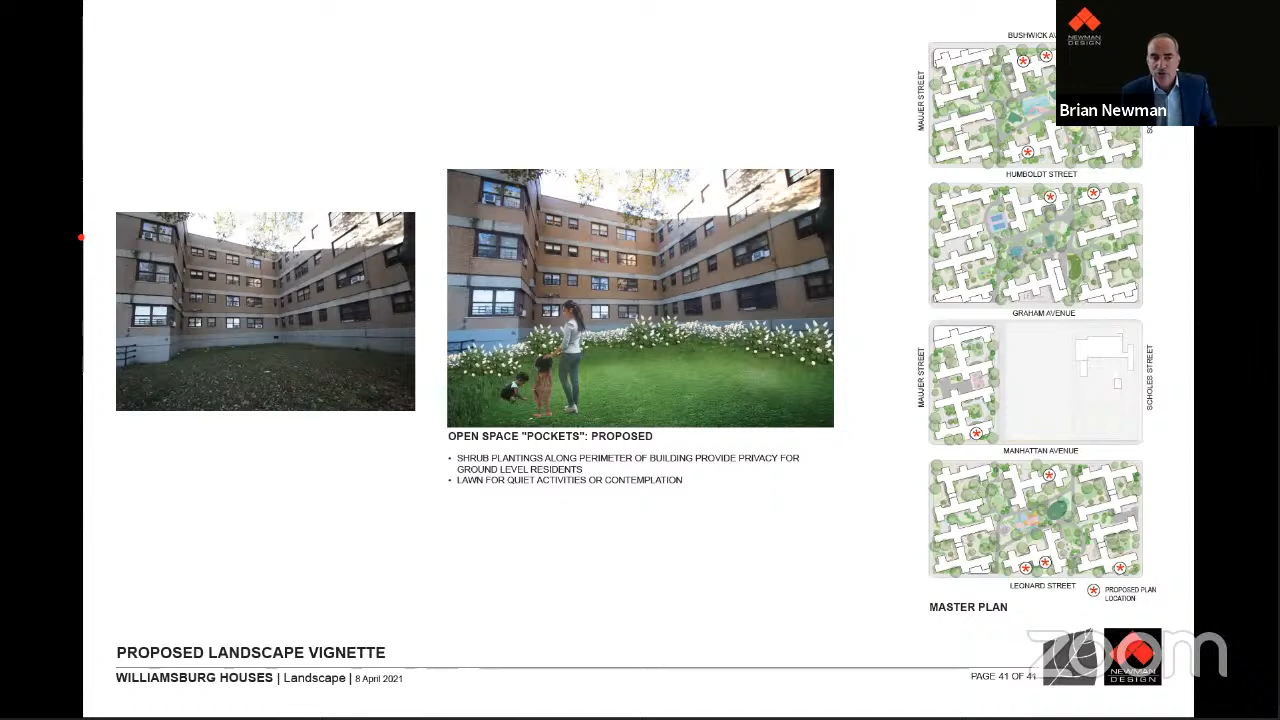 BUSHWICK AV
NEWMAN
DESIGN
Brian Newman
MAUJER STREET
HUMBOLDT STREET
GRAHAM AVENUE
MAUJER STREET
SCHOLES STREET
MANHATTAN AVENUE
LEONARD STREET
PROPOSED PLAN
LOCATION
MASTER PLAN
OPEN SPACE "POCKETS": PROPOSED
• SHRUB PLANTINGS ALONG PERIMETER OF BUILDING PROVIDE PRIVACY FOR
GROUND LEVEL RESIDENTS
• LAWN FOR QUIET ACTIVITIES OR CONTEMPLATION
PROPOSED LANDSCAPE VIGNETTE
WILLIAMSBURG HOUSES | Landscape | 8 April 2021
PAGE 41 OF 41
NEWMAN
DESIGN
zoom